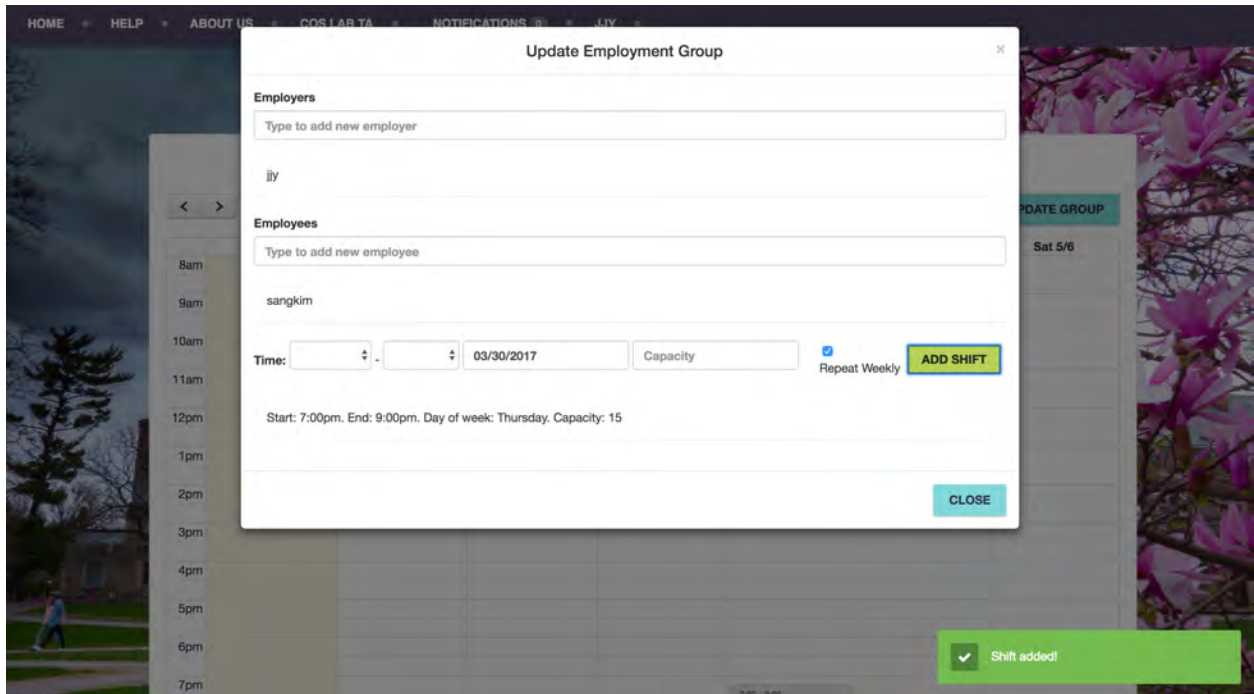 HOME HELP ABOUT US COS LAB TA NOTIFICATIONS 0 JJY
Update Employment Group ×
Employers
Type to add new employer
jjy
Employees
Type to add new employee
sangkim
Time: - 03/30/2017 Capacity Repeat Weekly ADD SHIFT
Start: 7:00pm. End: 9:00pm. Day of week: Thursday. Capacity: 15
CLOSE
PDATE GROUP
Sat 5/6
8am
9am
10am
11am
12pm
1pm
2pm
3pm
4pm
5pm
6pm
7pm
Shift added!